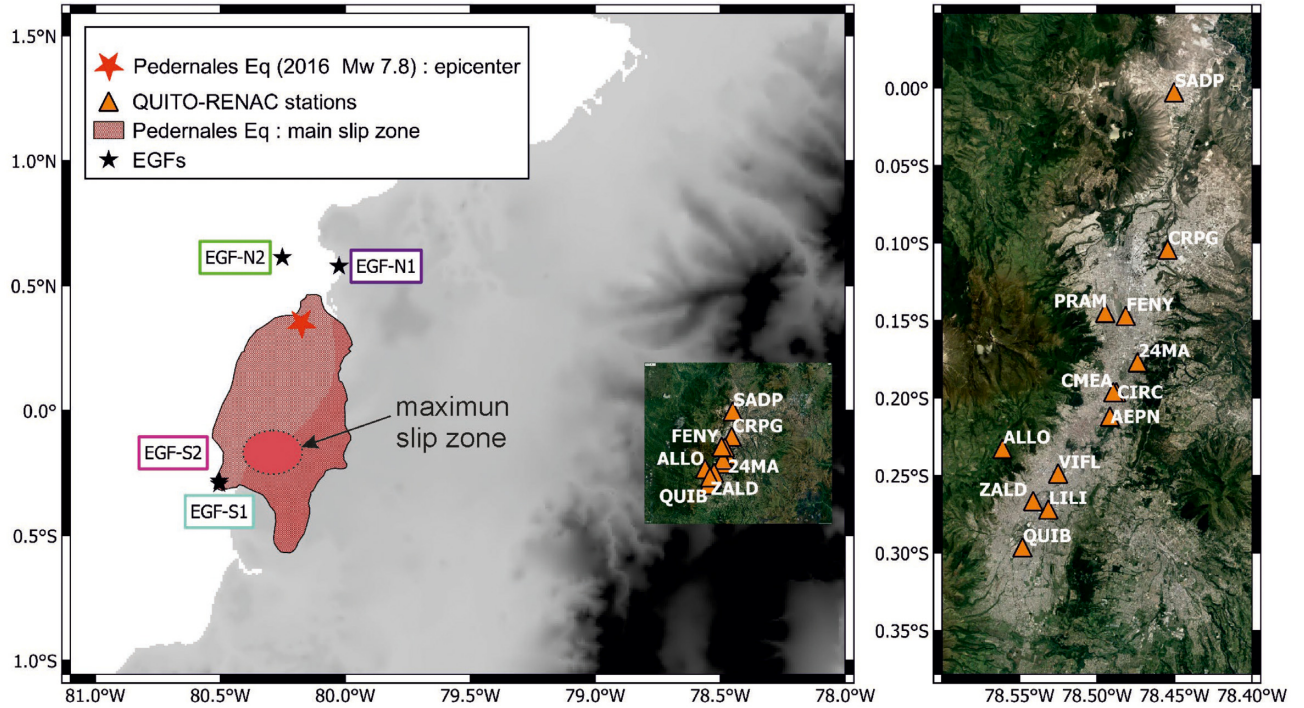 1.5°N
1.0°N
0.5°N
0.0°
0.5°S
1.0°S
81.0°W
80.5°W
80.0°W
79.5°W
79.0°W
78.5°W
78.0°W
Pedernales Eq (2016 Mw 7.8) : epicenter
QUITO-RENAC stations
Pedernales Eq : main slip zone
EGFs
EGF-N2
EGF-N1
maximun
slip zone
EGF-S2
EGF-S1
SADP
CRPG
FENY
ALLO
24MA
ZALD
QUIB
0.00°
0.05°S
0.10°S
0.15°S
0.20°S
0.25°S
0.30°S
0.35°S
78.55°W
78.50°W
78.45°W
78.40°W
SADP
CRPG
PRAM
FENY
24MA
CMEA
CIRC
AEPN
ALLO
VIFL
ZALD
LILI
QUIB